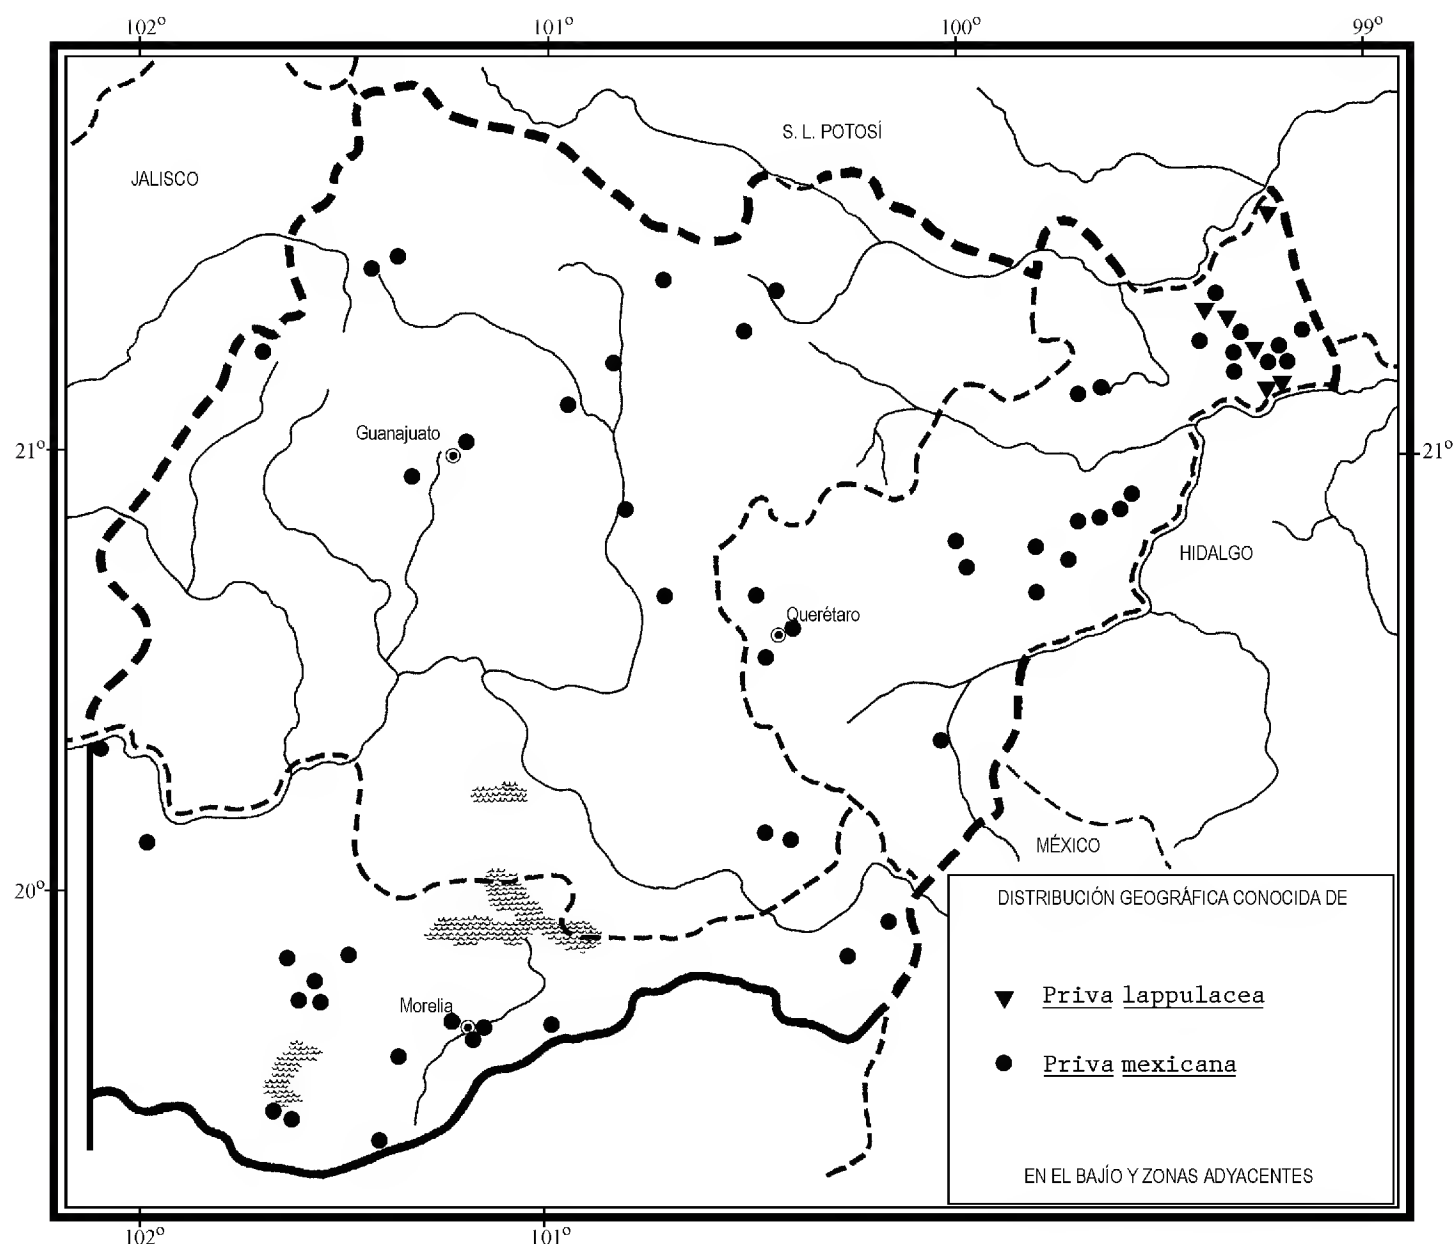 102º 101º 100º 99º
S. L. POTOSÍ
JALISCO
Guanajuato
21º 21º
HIDALGO
Querétaro
MÉXICO
20º
DISTRIBUCIÓN GEOGRÁFICA CONOCIDA DE
Priva lappulacea
Morelia
Priva mexicana
EN EL BAJÍO Y ZONAS ADYACENTES
102º 101º